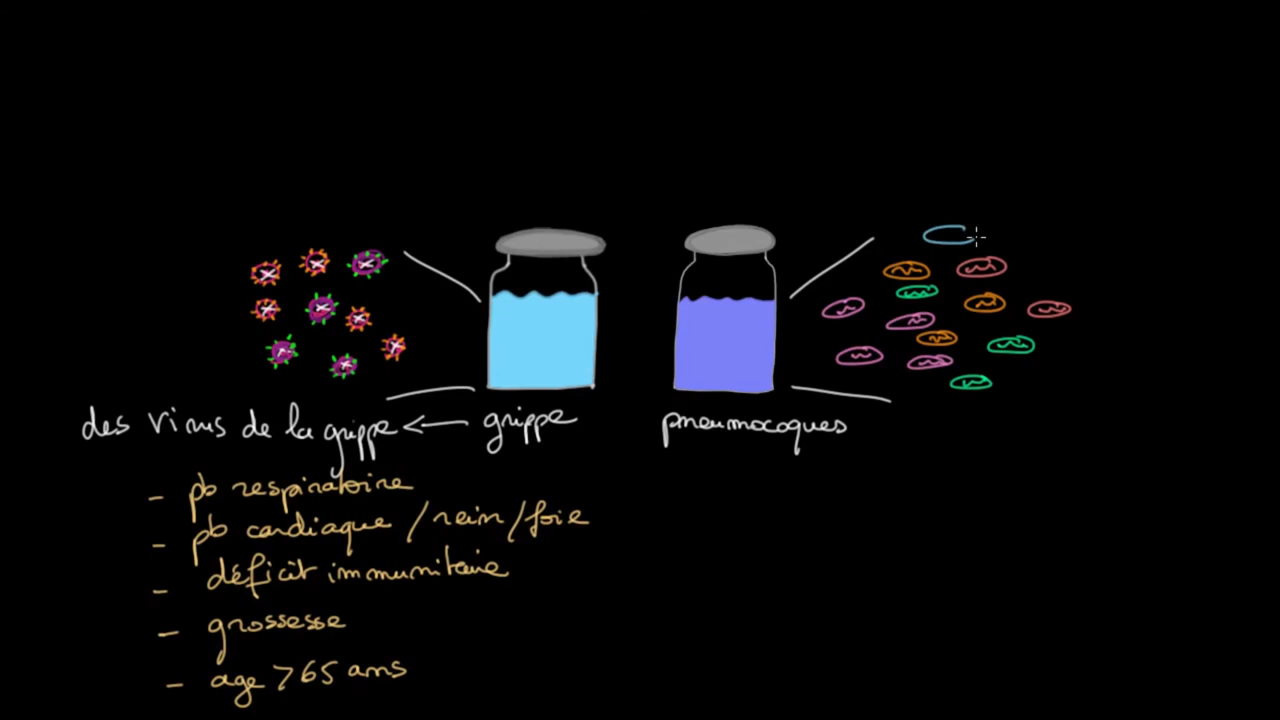 des virus de la grippe ← grippe
pneumocoques
- pb respiratoire
- pb cardiaque / rein / foie
- déficit immunitaire
- grossesse
- age > 65 ans